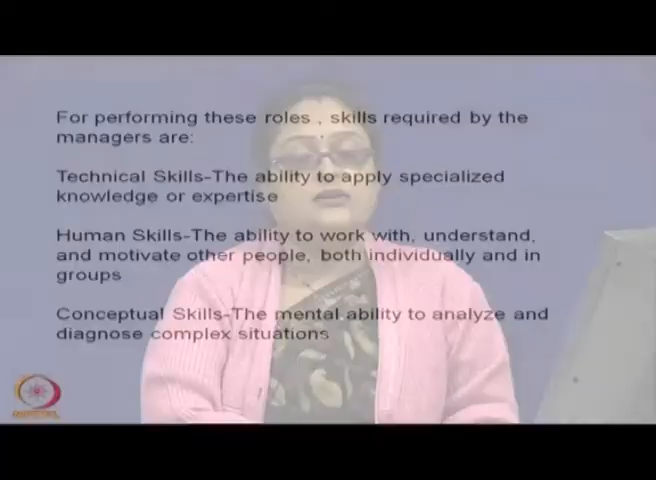 For performing these roles , skills required by the
managers are:
Technical Skills-The ability to apply specialized
knowledge or expertise
Human Skills-The ability to work with, understand,
and motivate other people, both individually and in
groups
Conceptual Skills-The mental ability to analyze and
diagnose complex situations